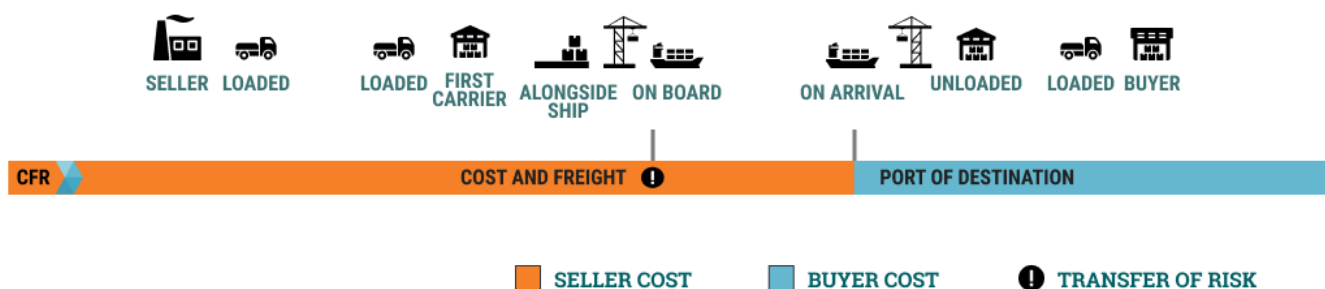 SELLER LOADED LOADED FIRST CARRIER ALONGSIDE SHIP ON BOARD ON ARRIVAL UNLOADED LOADED BUYER
CFR COST AND FREIGHT ! PORT OF DESTINATION
SELLER COST BUYER COST ! TRANSFER OF RISK